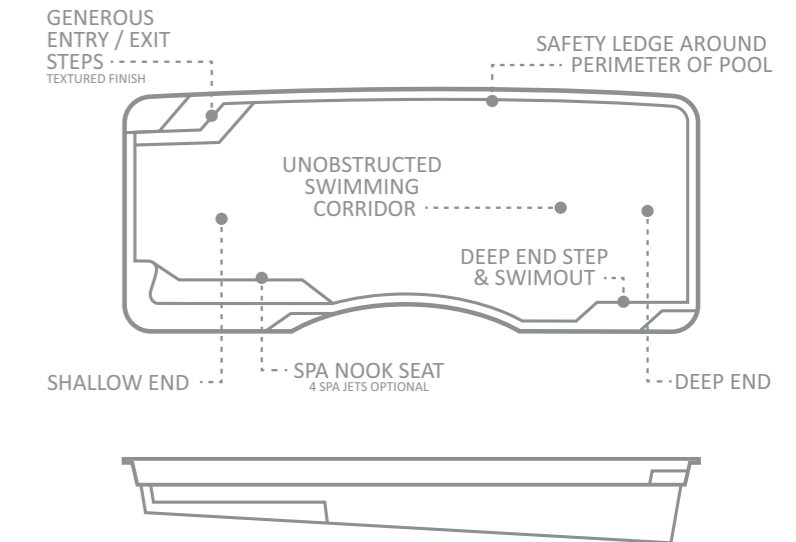 GENEROUS
ENTRY / EXIT
STEPS
TEXTURED FINISH
SAFETY LEDGE AROUND
PERIMETER OF POOL
UNOBSTRUCTED
SWIMMING
CORRIDOR
DEEP END STEP
& SWIMOUT
SHALLOW END
SPA NOOK SEAT
4 SPA JETS OPTIONAL
DEEP END